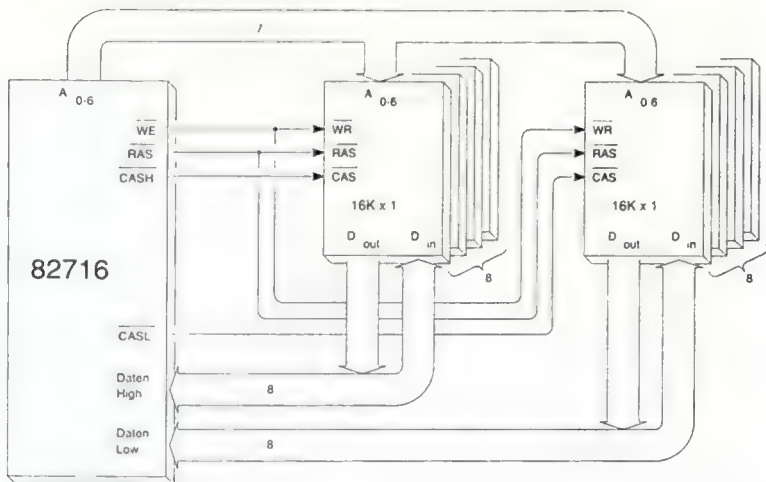 7
A 0-6
WE
RAS
CASH
82716
CASL
Daten High
Daten Low
A 0-6
WR
RAS
CAS
16K x 1
D out D in
8
A 0-6
WR
RAS
CAS
16K x 1
D out D in
8
8
8